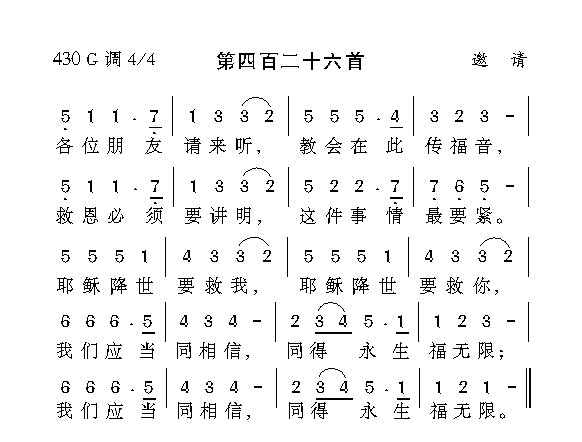 430 G 调 4/4 第四百二十六首 邀 请
5 1 1 . 7 | 1 3 3 2 | 5 5 5 . 4 | 3 2 3 - |
各位朋 友 请来听, 教会在 此 传福音,
5 1 1 . 7 | 1 3 3 2 | 5 2 2 . 7 | 7 6 5 - |
救恩必 须 要讲明, 这件事 情 最要紧。
5 5 5 1 | 4 3 3 2 | 5 5 5 1 | 4 3 3 2 |
耶稣降世 要救我, 耶稣降世 要救你,
6 6 6 . 5 | 4 3 4 - | 2 3 4 5 . 1 | 1 2 3 - |
我们应 当 同相信, 同得 永 生 福无限;
6 6 6 . 5 | 4 3 4 - | 2 3 4 5 . 1 | 1 2 1 - ‖
我们应 当 同相信, 同得 永 生 福无限。